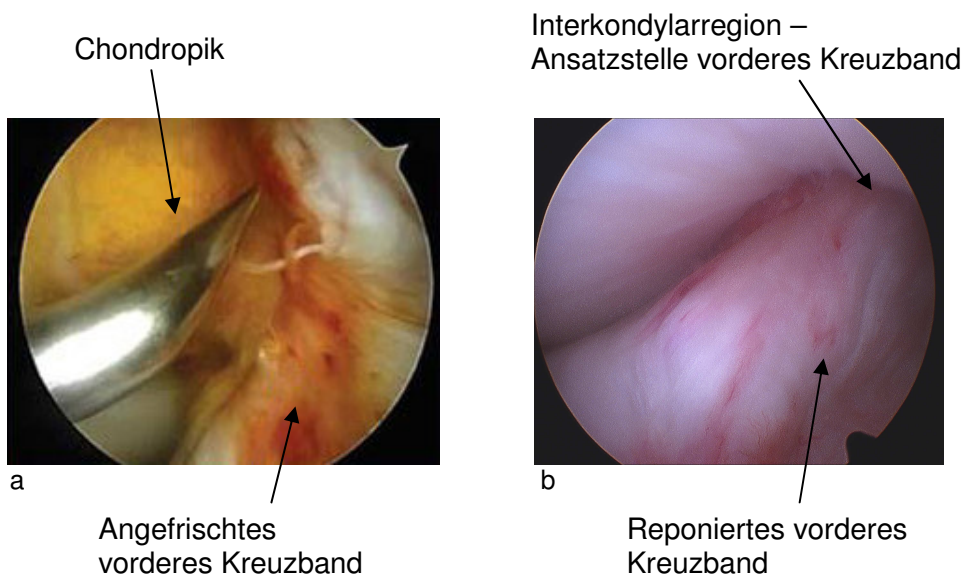 Chondropik
Interkondylarregion –
Ansatzstelle vorderes Kreuzband
a
b
Angefrischtes
vorderes Kreuzband
Reponiertes vorderes
Kreuzband